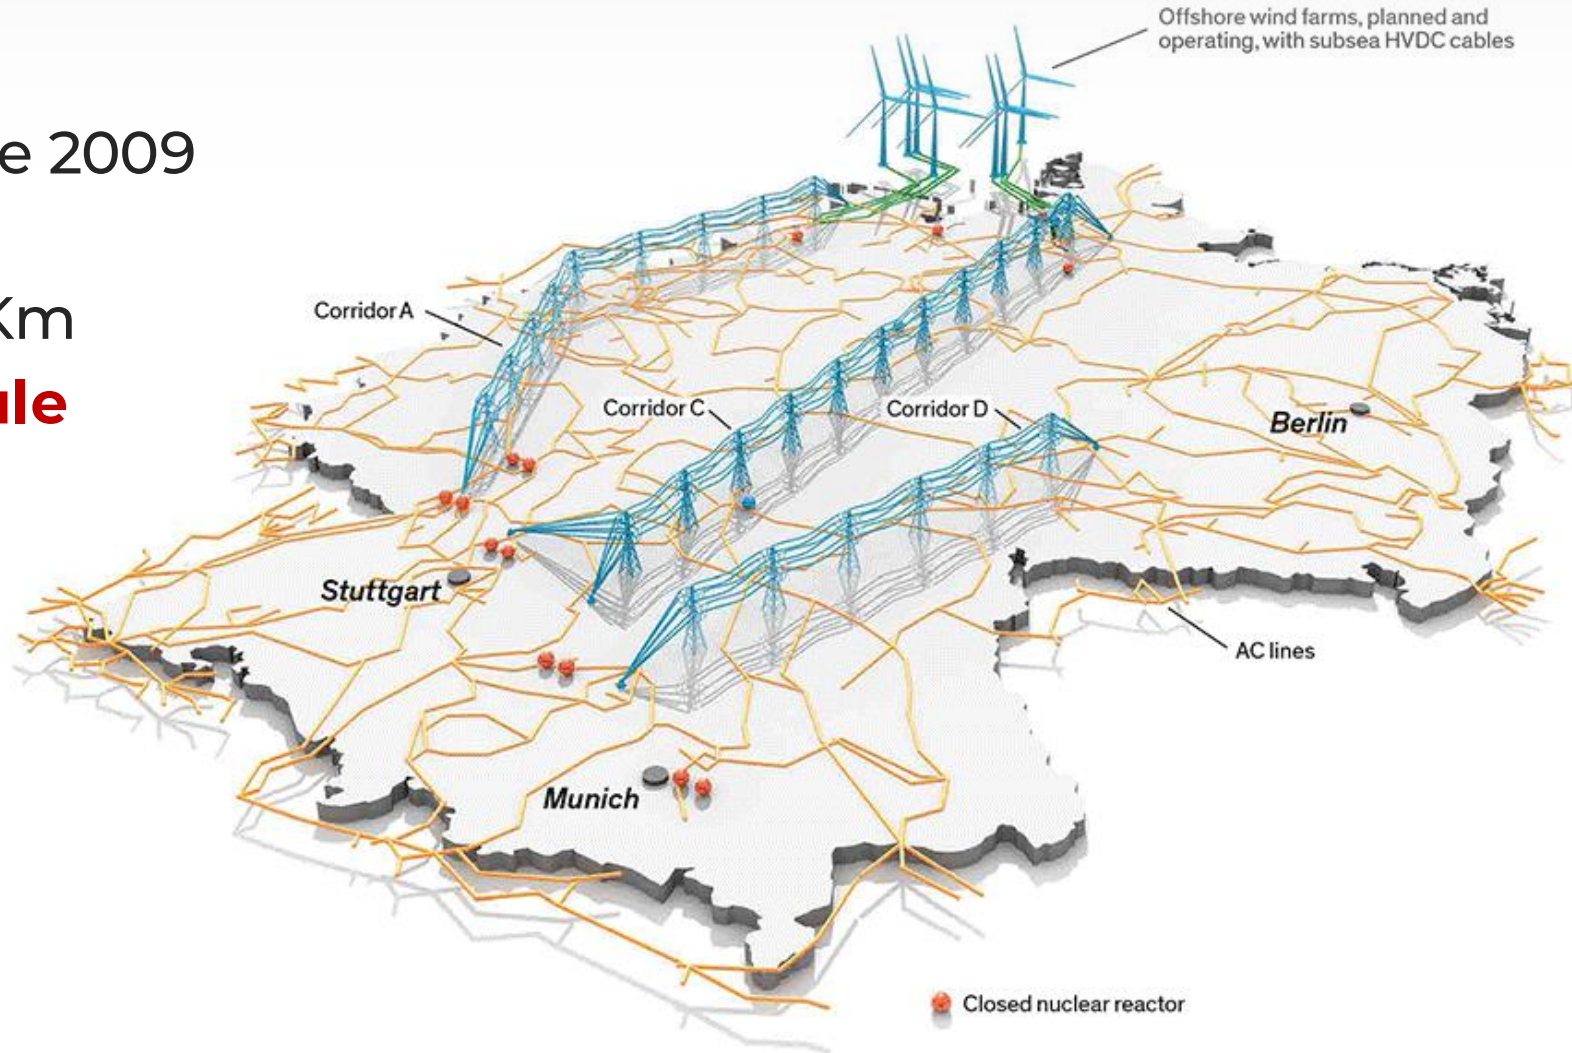 Offshore wind farms, planned and
operating, with subsea HVDC cables
e 2009
Km
ule
Corridor A
Corridor C
Corridor D
Berlin
Stuttgart
AC lines
Munich
Closed nuclear reactor